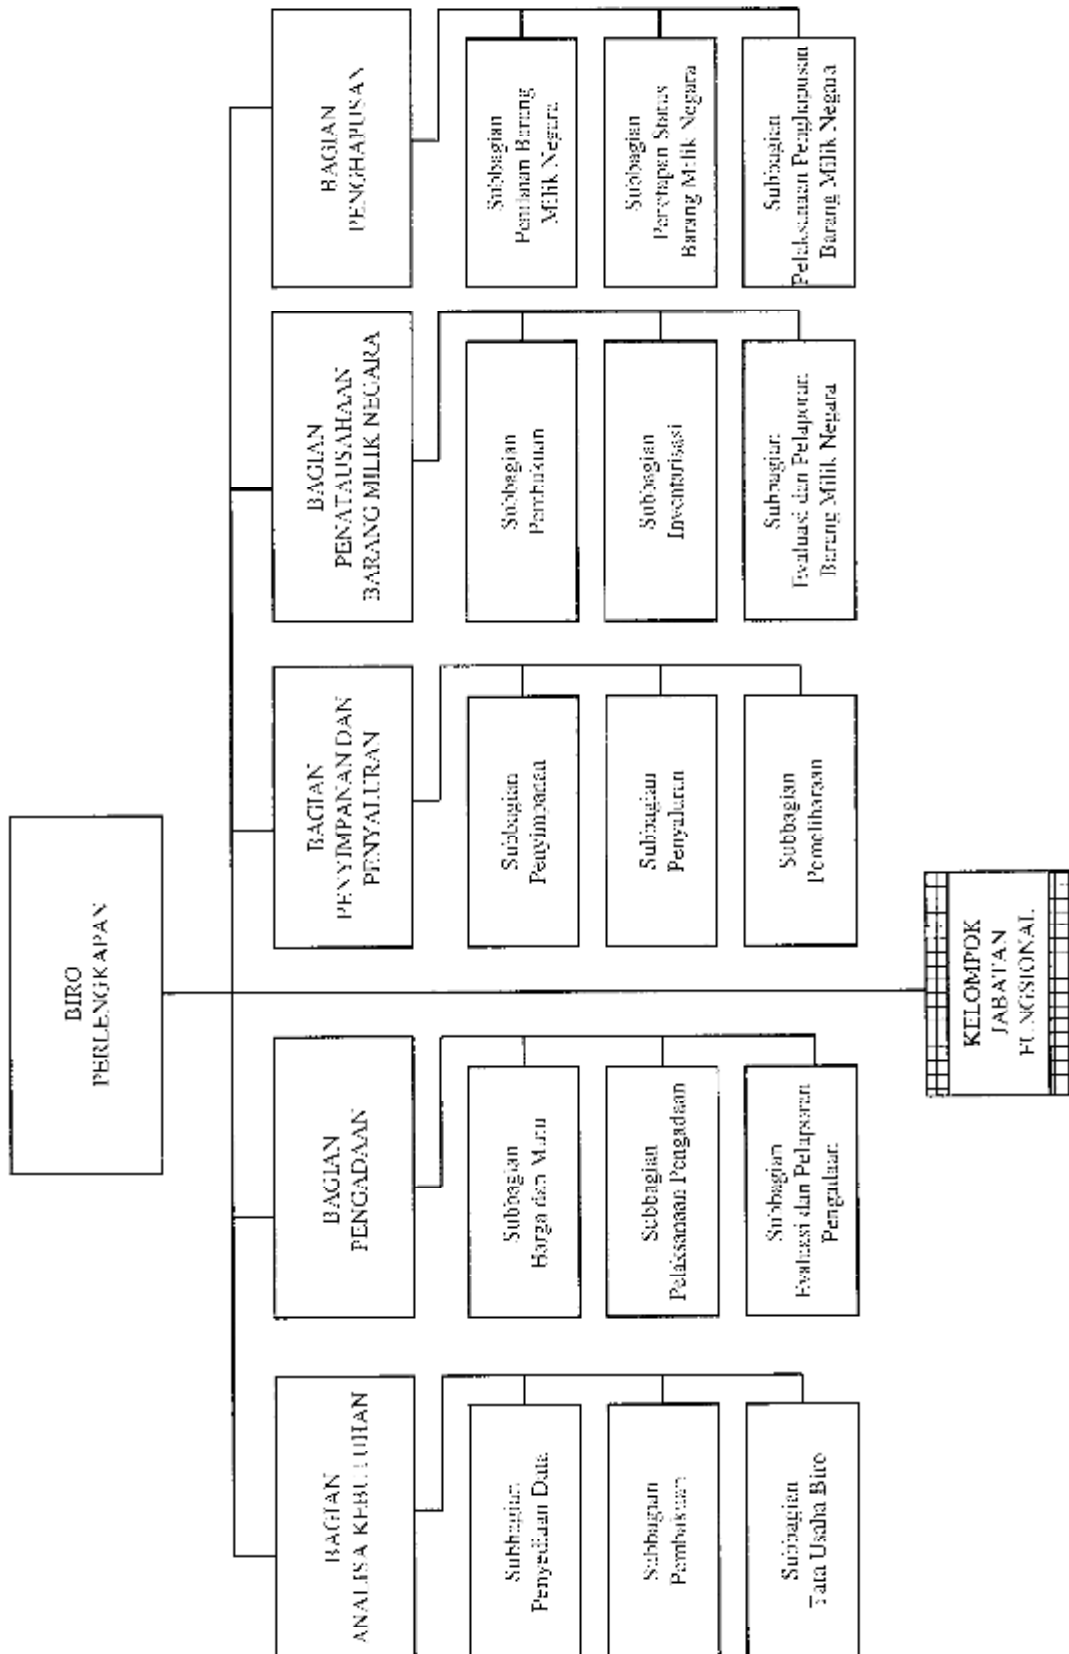 BIRO
PERLENGKAPAN
BAGIAN
ANALISA KEBUTUHAN
Subbagian
Penyediaan Data
Subbagian
Pembakuan
Subbagian
Tata Usaha Biro
BAGIAN
PENGADAAN
Subbagian
Harga dan Mutu
Subbagian
Pelaksanaan Pengadaan
Subbagian
Evaluasi dan Pelaporan
Pengadaan
BAGIAN
PENYIMPANAN DAN
PENYALURAN
Subbagian
Penyimpanan
Subbagian
Penyaluran
Subbagian
Pemeliharaan
BAGIAN
PENATAUSAHAAN
BARANG MILIK NEGARA
Subbagian
Pembukuan
Subbagian
Inventarisasi
Subbagian
Evaluasi dan Pelaporan
Barang Milik Negara
BAGIAN
PENGHAPUSAN
Subbagian
Barang
Milik Negara
Subbagian
Penetapan Status
Barang Milik Negara
Subbagian
Pelaksanaan Penghapusan
Barang Milik Negara
KELOMPOK
JABATAN
FUNGSIONAL